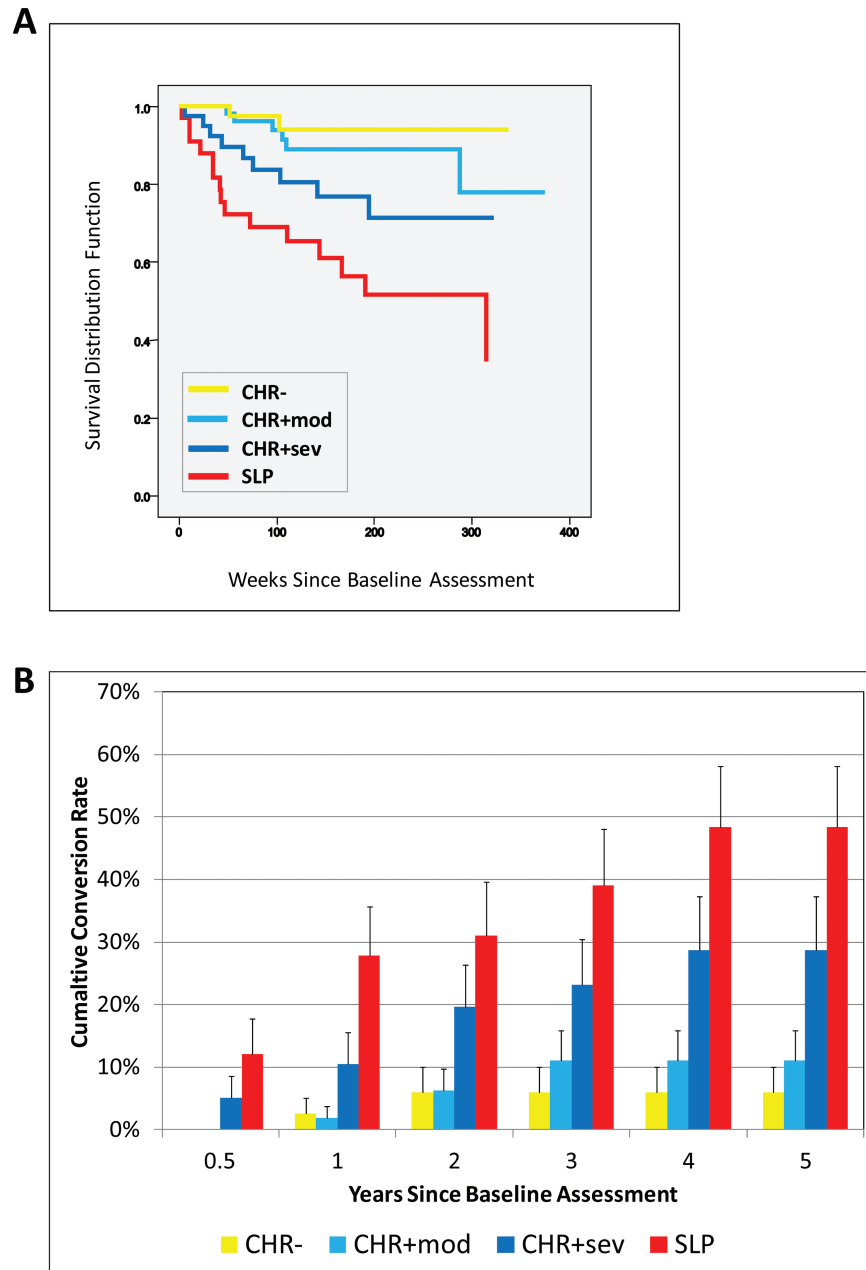 A
Survival Distribution Function
1.0
0.8
0.6
0.4
0.2
0.0
CHR-
CHR+mod
CHR+sev
SLP
0 100 200 300 400
Weeks Since Baseline Assessment
B
Cumaltive Conversion Rate
70%
60%
50%
40%
30%
20%
10%
0%
0.5 1 2 3 4 5
Years Since Baseline Assessment
CHR- CHR+mod CHR+sev SLP